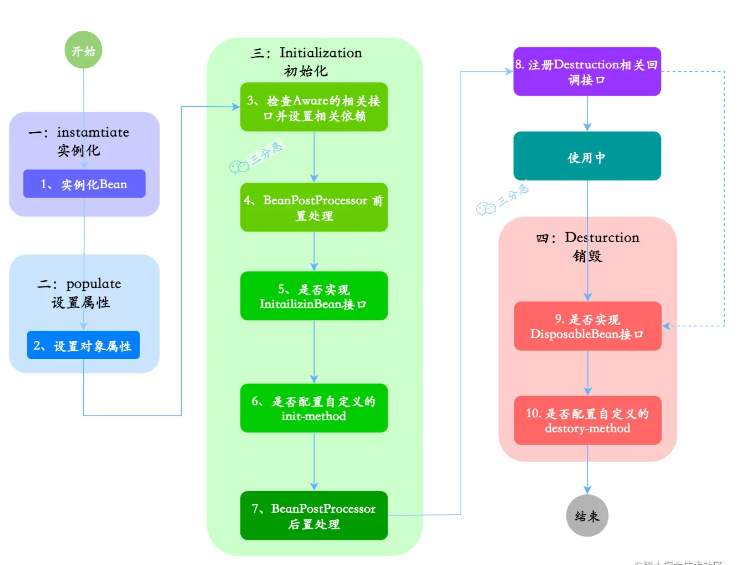 开始
一：instamtiate
实例化
1、实例化Bean
二：populate
设置属性
2、设置对象属性
三：Initialization
初始化
3、检查Aware的相关接
口并设置相关依赖
三分恶
4、BeanPostProcessor 前
置处理
5、是否实现
InitailizinBean接口
6、是否配置自定义的
init-method
7、BeanPostProcessor
后置处理
8. 注册Destruction相关回
调接口
使用中
三分恶
四：Desturction
销毁
9. 是否实现
DisposableBean接口
10. 是否配置自定义的
destory-method
结束